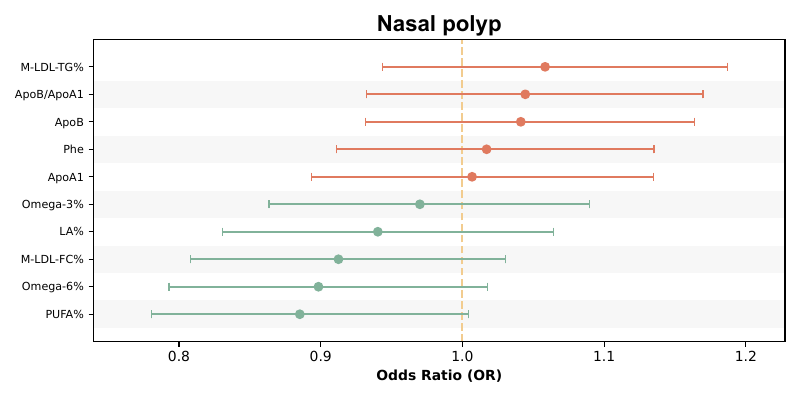 Nasal polyp
M-LDL-TG%
ApoB/ApoA1
ApoB
Phe
ApoA1
Omega-3%
LA%
M-LDL-FC%
Omega-6%
PUFA%
0.8 0.9 1.0 1.1 1.2
Odds Ratio (OR)